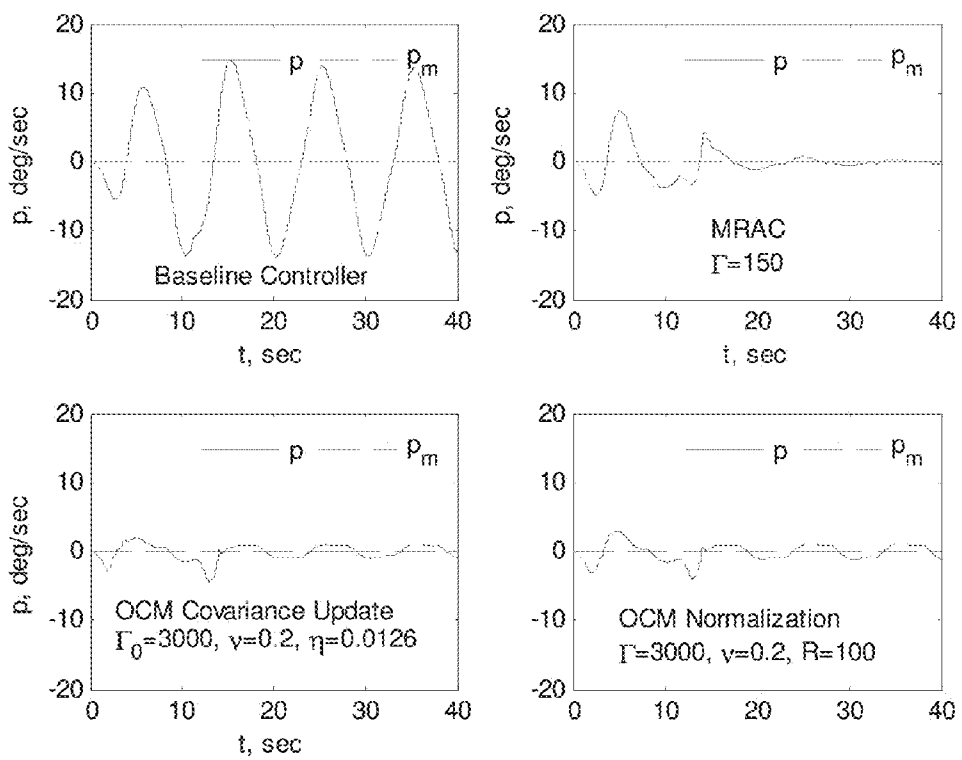 20
10
0
-10
-20
p, deg/sec
p
p_m
Baseline Controller
0
10
20
30
40
t, sec
20
10
0
-10
-20
p, deg/sec
p
p_m
MRAC
Γ=150
0
10
20
30
40
t, sec
20
10
0
-10
-20
p, deg/sec
p
p_m
OCM Covariance Update
Γ₀=3000, ν=0.2, η=0.0126
0
10
20
30
40
t, sec
20
10
0
-10
-20
p
p_m
OCM Normalization
Γ=3000, ν=0.2, R=100
0
10
20
30
40